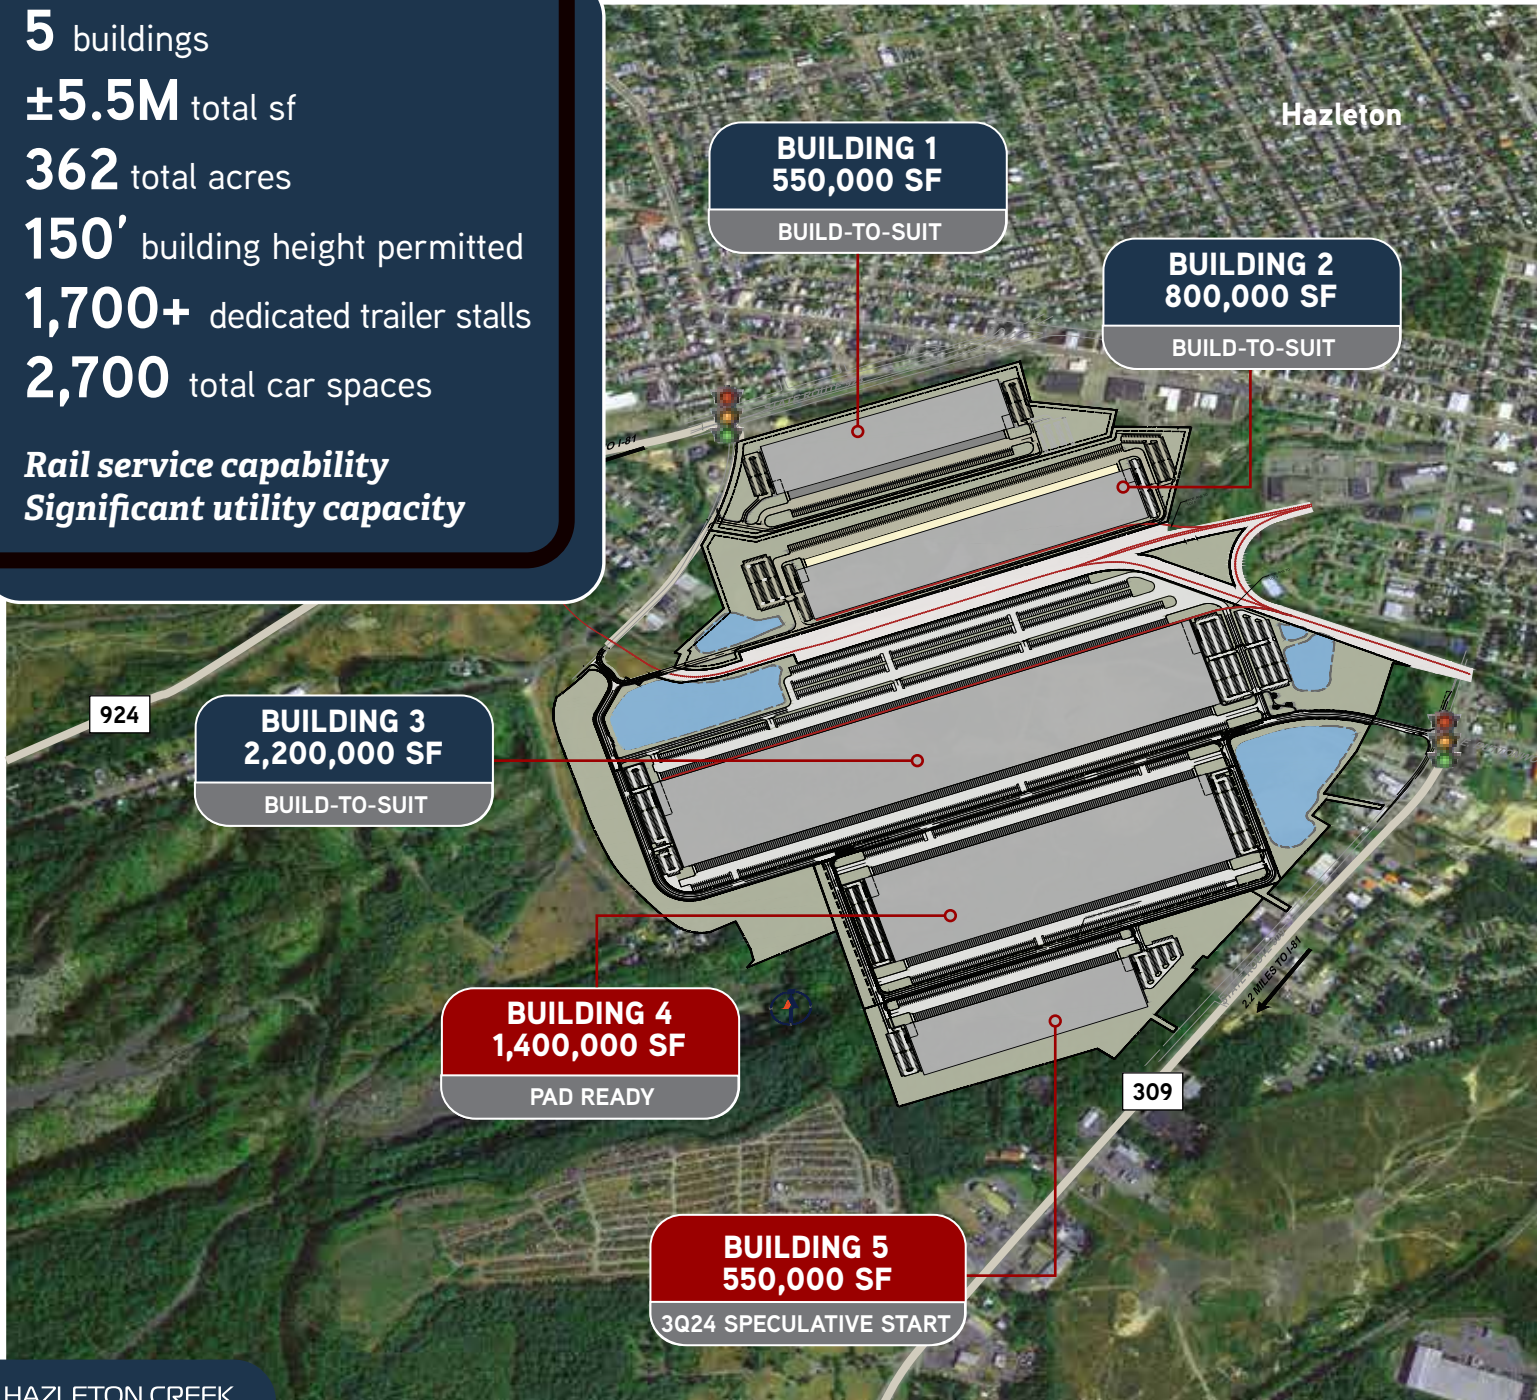 5 buildings
±5.5M total sf
362 total acres
150’ building height permitted
1,700+ dedicated trailer stalls
2,700 total car spaces
Rail service capability
Significant utility capacity
Hazleton
BUILDING 1
550,000 SF
BUILD-TO-SUIT
BUILDING 2
800,000 SF
BUILD-TO-SUIT
O I-81
924
BUILDING 3
2,200,000 SF
BUILD-TO-SUIT
BUILDING 4
1,400,000 SF
PAD READY
2.2 MILES TO I-81
309
BUILDING 5
550,000 SF
3Q24 SPECULATIVE START
HAZLETON CREEK